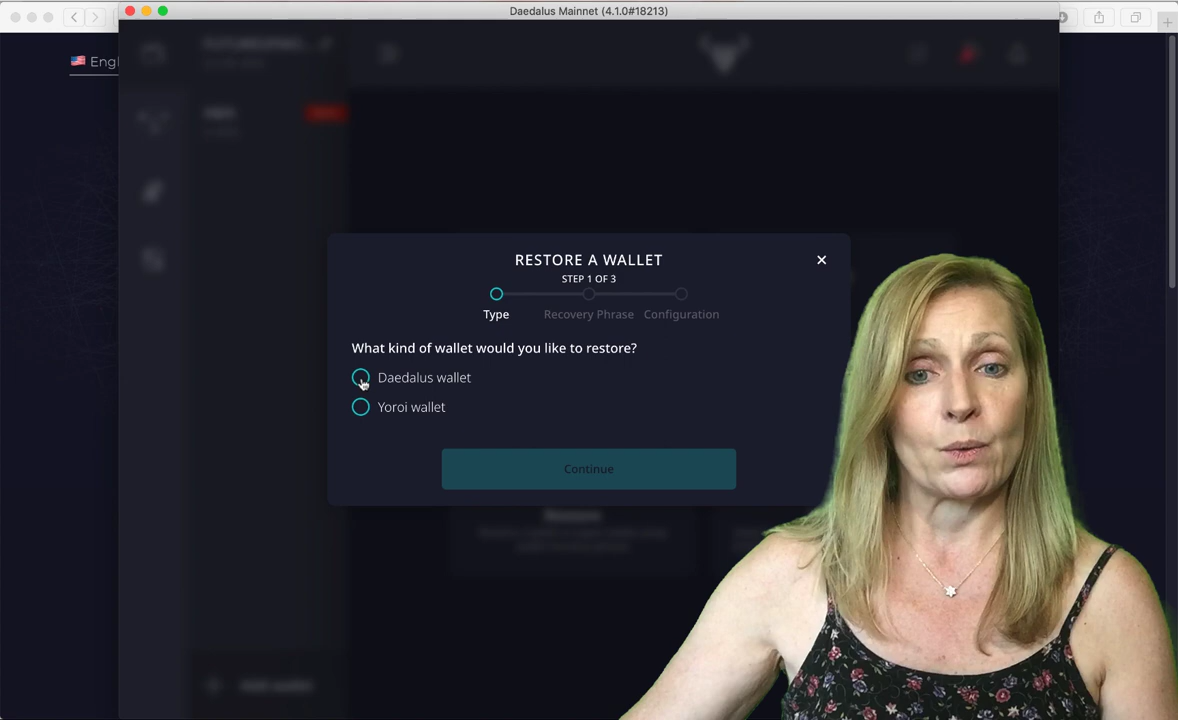 Daedalus Mainnet (4.1.0#18213)
Engl
RESTORE A WALLET
STEP 1 OF 3
Type
Recovery Phrase
Configuration
What kind of wallet would you like to restore?
Daedalus wallet
Yoroi wallet
Continue